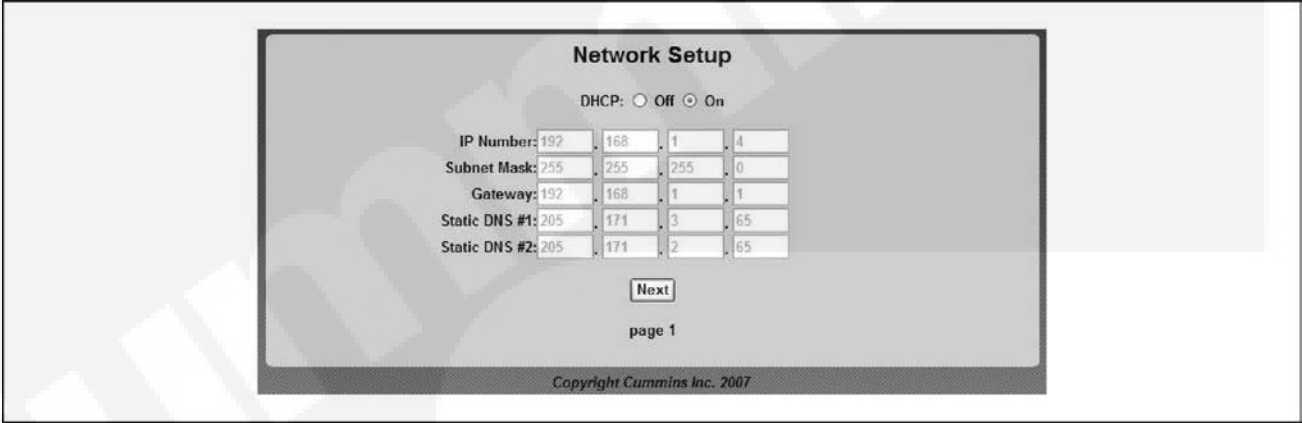 Network Setup
DHCP: Off On
IP Number: 192 . 168 . 1 . 4
Subnet Mask: 255 . 255 . 255 . 0
Gateway: 192 . 168 . 1 . 1
Static DNS #1: 205 . 171 . 3 . 65
Static DNS #2: 205 . 171 . 2 . 65
Next
page 1
Copyright Cummins Inc. 2007